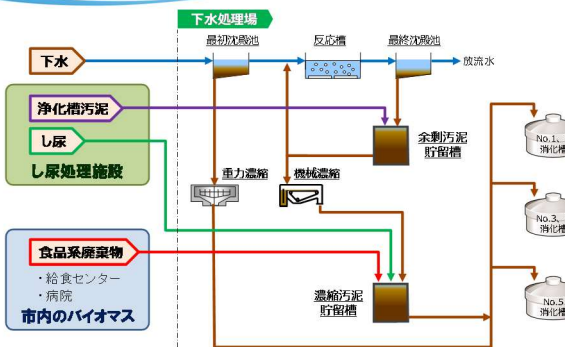 下水処理場
最初沈殿池
反応槽
最終沈殿池
下水
放流水
浄化槽汚泥
し尿
し尿処理施設
余剰汚泥
貯留槽
重力濃縮
機械濃縮
No.1、
消化槽
No.3、
消化槽
食品系廃棄物
・給食センター
・病院
市内のバイオマス
濃縮汚泥
貯留槽
No.5
消化槽